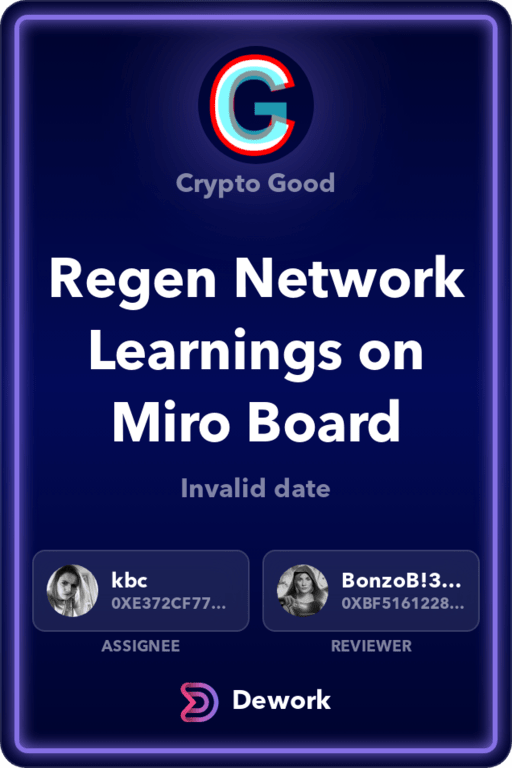 Crypto Good
Regen Network
Learnings on
Miro Board
Invalid date
kbc
0XE372CF77...
BonzoB!3...
0XBF5161228...
ASSIGNEE
REVIEWER
Dework